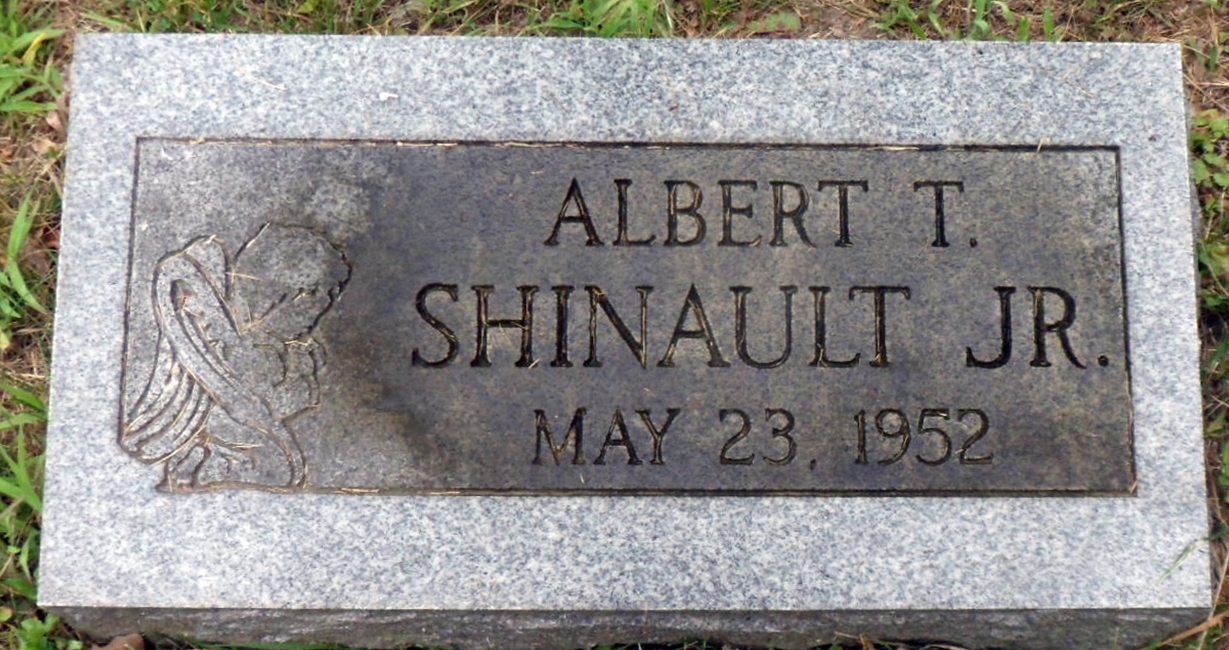 ALBERT T.
SHINAULT JR.
MAY 23, 1952